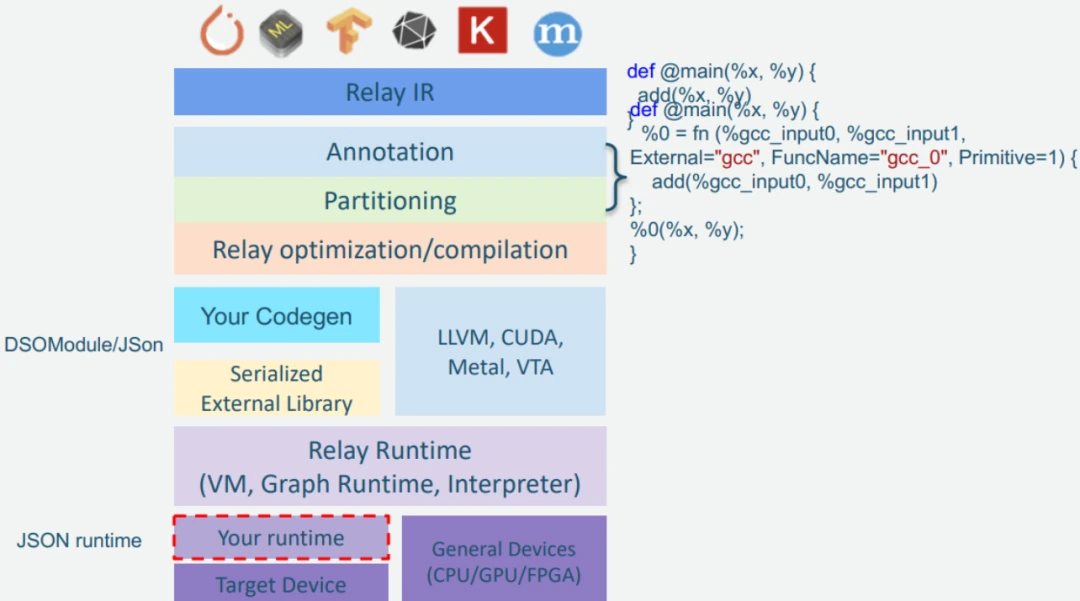 ML
K
m
Relay IR
Annotation
Partitioning
Relay optimization/compilation
def @main(%x, %y) {
add(%x, %y)
}
def @main(%x, %y) {
%0 = fn (%gcc_input0, %gcc_input1,
External="gcc", FuncName="gcc_0", Primitive=1) {
add(%gcc_input0, %gcc_input1)
};
%0(%x, %y);
}
DSOModule/JSon
Your Codegen
Serialized
External Library
LLVM, CUDA,
Metal, VTA
Relay Runtime
(VM, Graph Runtime, Interpreter)
JSON runtime
Your runtime
Target Device
General Devices
(CPU/GPU/FPGA)